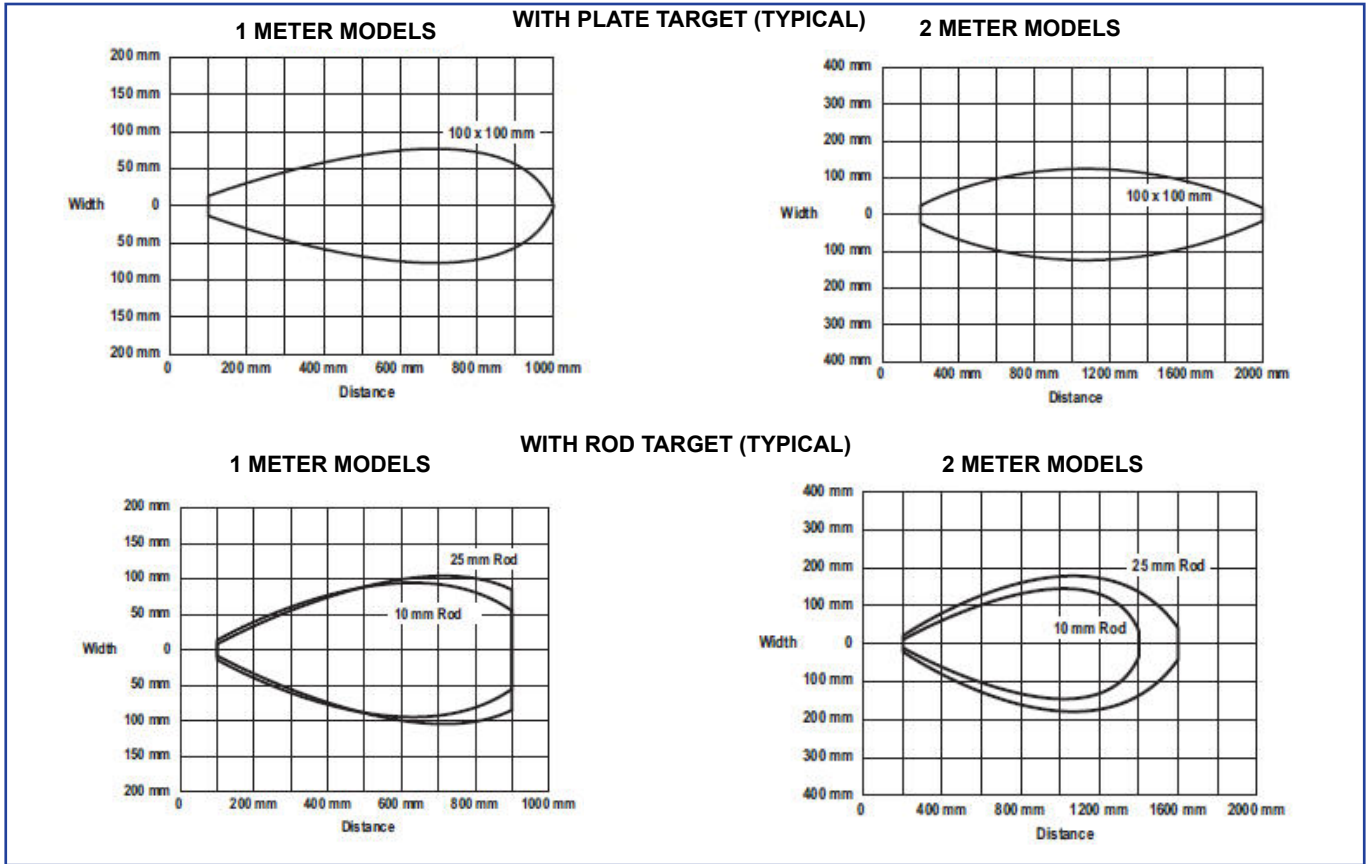 WITH PLATE TARGET (TYPICAL)
1 METER MODELS
200 mm
150 mm
100 mm
50 mm
Width
0
50 mm
100 mm
150 mm
200 mm
100 x 100 mm
0 200 mm 400 mm 600 mm 800 mm 1000 mm
Distance
2 METER MODELS
400 mm
300 mm
200 mm
100 mm
Width
0
100 mm
200 mm
300 mm
400 mm
100 x 100 mm
0 400 mm 800 mm 1200 mm 1600 mm 2000 mm
Distance
WITH ROD TARGET (TYPICAL)
1 METER MODELS
200 mm
150 mm
100 mm
50 mm
Width
0
50 mm
100 mm
150 mm
200 mm
25 mm Rod
10 mm Rod
0 200 mm 400 mm 600 mm 800 mm 1000 mm
Distance
2 METER MODELS
400 mm
300 mm
200 mm
100 mm
Width
0
100 mm
200 mm
300 mm
400 mm
25 mm Rod
10 mm Rod
0 400 mm 800 mm 1200 mm 1600 mm 2000 mm
Distance